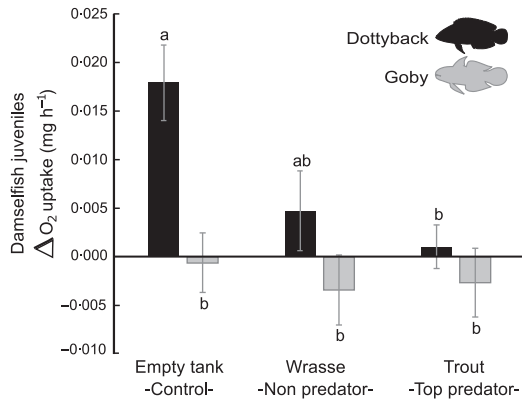 Dottyback
Goby
Damselfish juveniles
△O₂ uptake (mg h⁻¹)
0·025
0·020
0·015
0·010
0·005
0·000
−0·005
−0·010
a
b
ab
b
b
b
Empty tank
-Control-
Wrasse
-Non predator-
Trout
-Top predator-